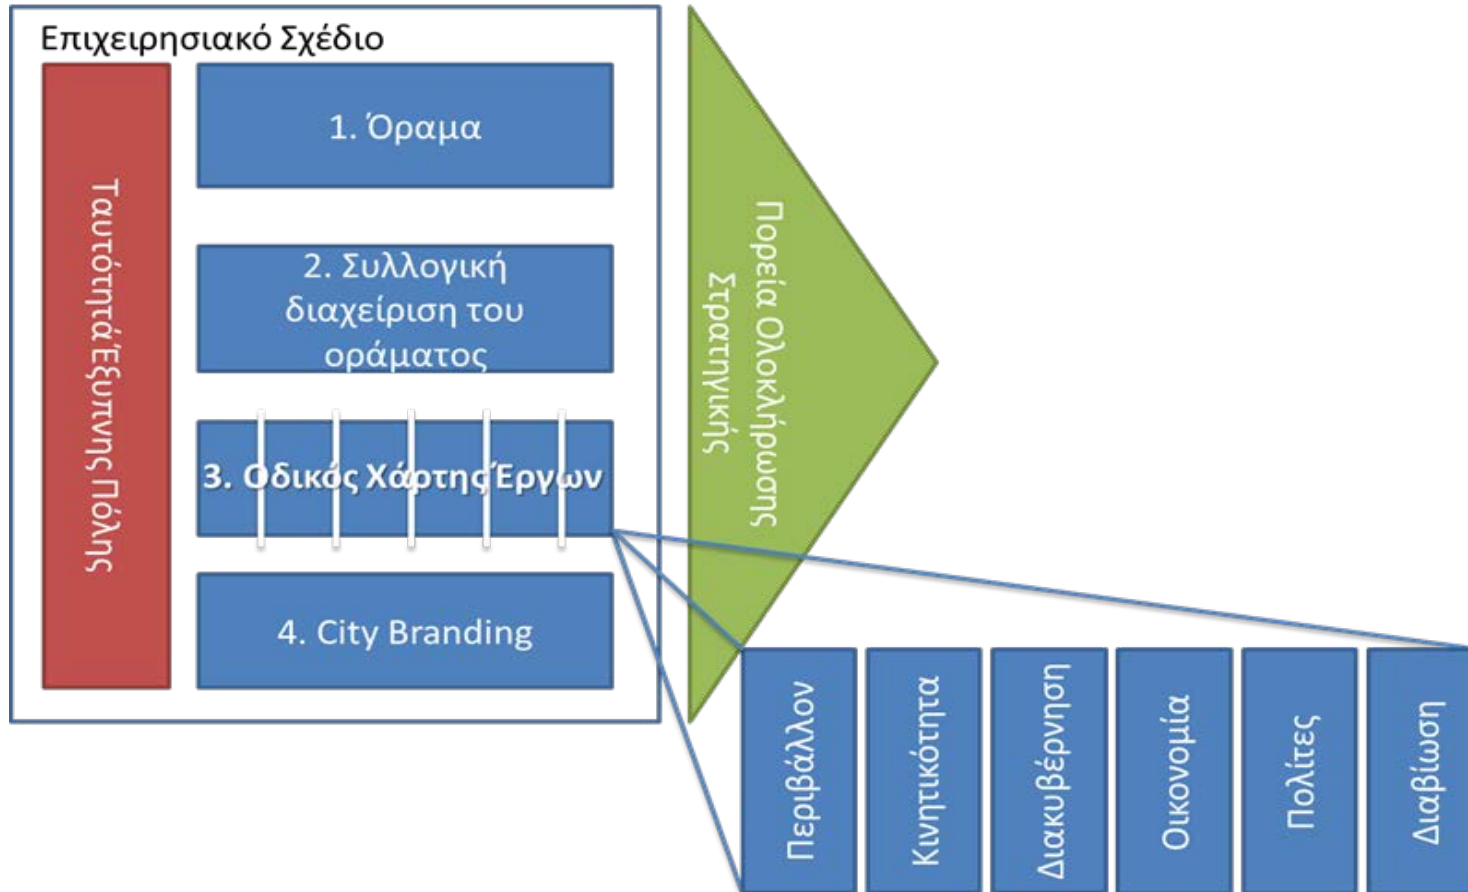 Επιχειρησιακό Σχέδιο
Ταυτότητά Έξυπνης Πόλης
1. Όραμα
2. Συλλογική
διαχείριση του
οράματος
3. Οδικός Χάρτης Έργων
4. City Branding
Πορεία Ολοκλήρωσης
Στρατηγικής
Περιβάλλον
Κινητικότητα
Διακυβέρνηση
Οικονομία
Πολίτες
Διαβίωση